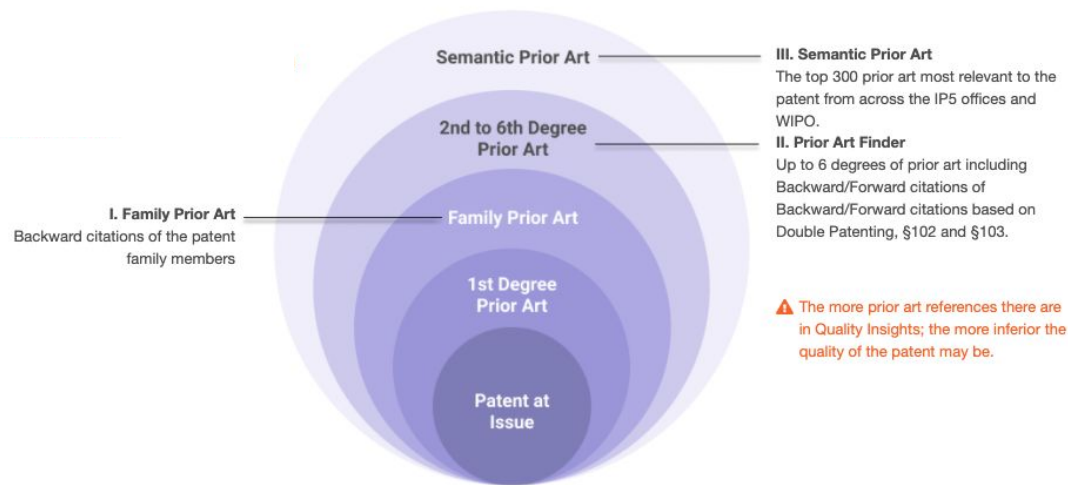 Semantic Prior Art
2nd to 6th Degree
Prior Art
Family Prior Art
1st Degree
Prior Art
Patent at
Issue
I. Family Prior Art
Backward citations of the patent
family members
III. Semantic Prior Art
The top 300 prior art most relevant to the
patent from across the IP5 offices and
WIPO.
II. Prior Art Finder
Up to 6 degrees of prior art including
Backward/Forward citations of
Backward/Forward citations based on
Double Patenting, §102 and §103.
The more prior art references there are
in Quality Insights; the more inferior the
quality of the patent may be.